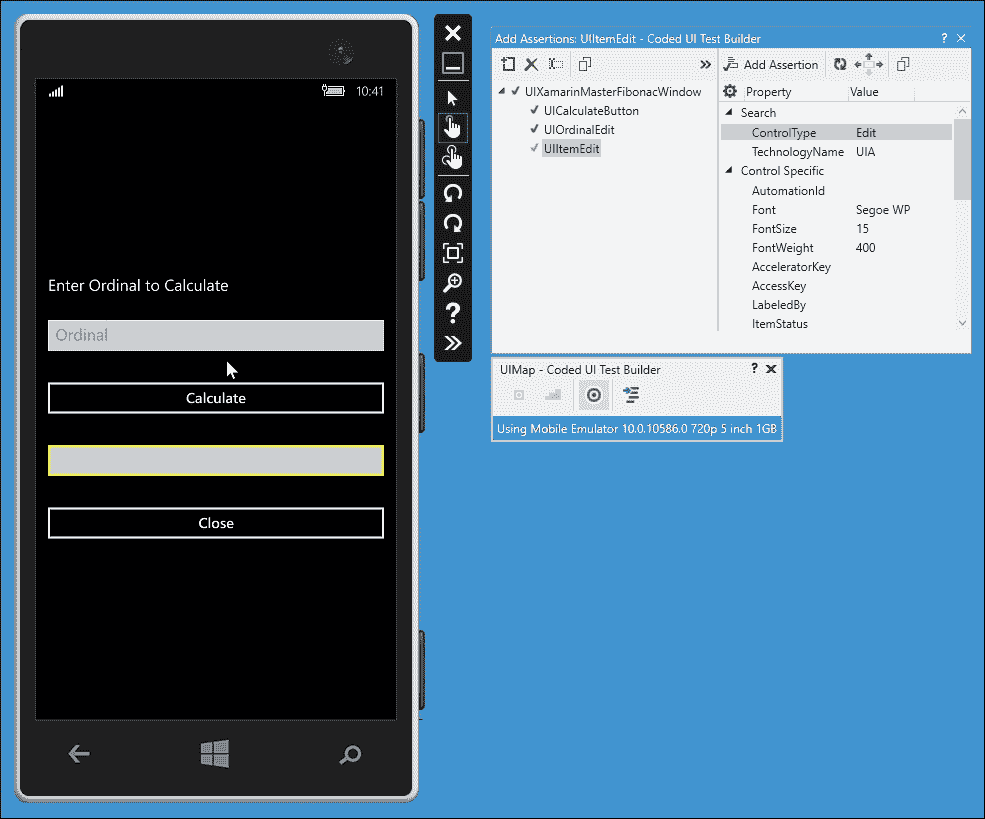 10:41
Enter Ordinal to Calculate
Ordinal
Calculate
Close
Add Assertions: UIItemEdit - Coded UI Test Builder
Add Assertion
UIXamarinMasterFibonacWindow
UICalculateButton
UIOrdinalEdit
UIItemEdit
Property Value
Search
ControlType Edit
TechnologyName UIA
Control Specific
AutomationId
Font Segoe WP
FontSize 15
FontWeight 400
AcceleratorKey
AccessKey
LabeledBy
ItemStatus
UIMap - Coded UI Test Builder
Using Mobile Emulator 10.0.10586.0 720p 5 inch 1GB